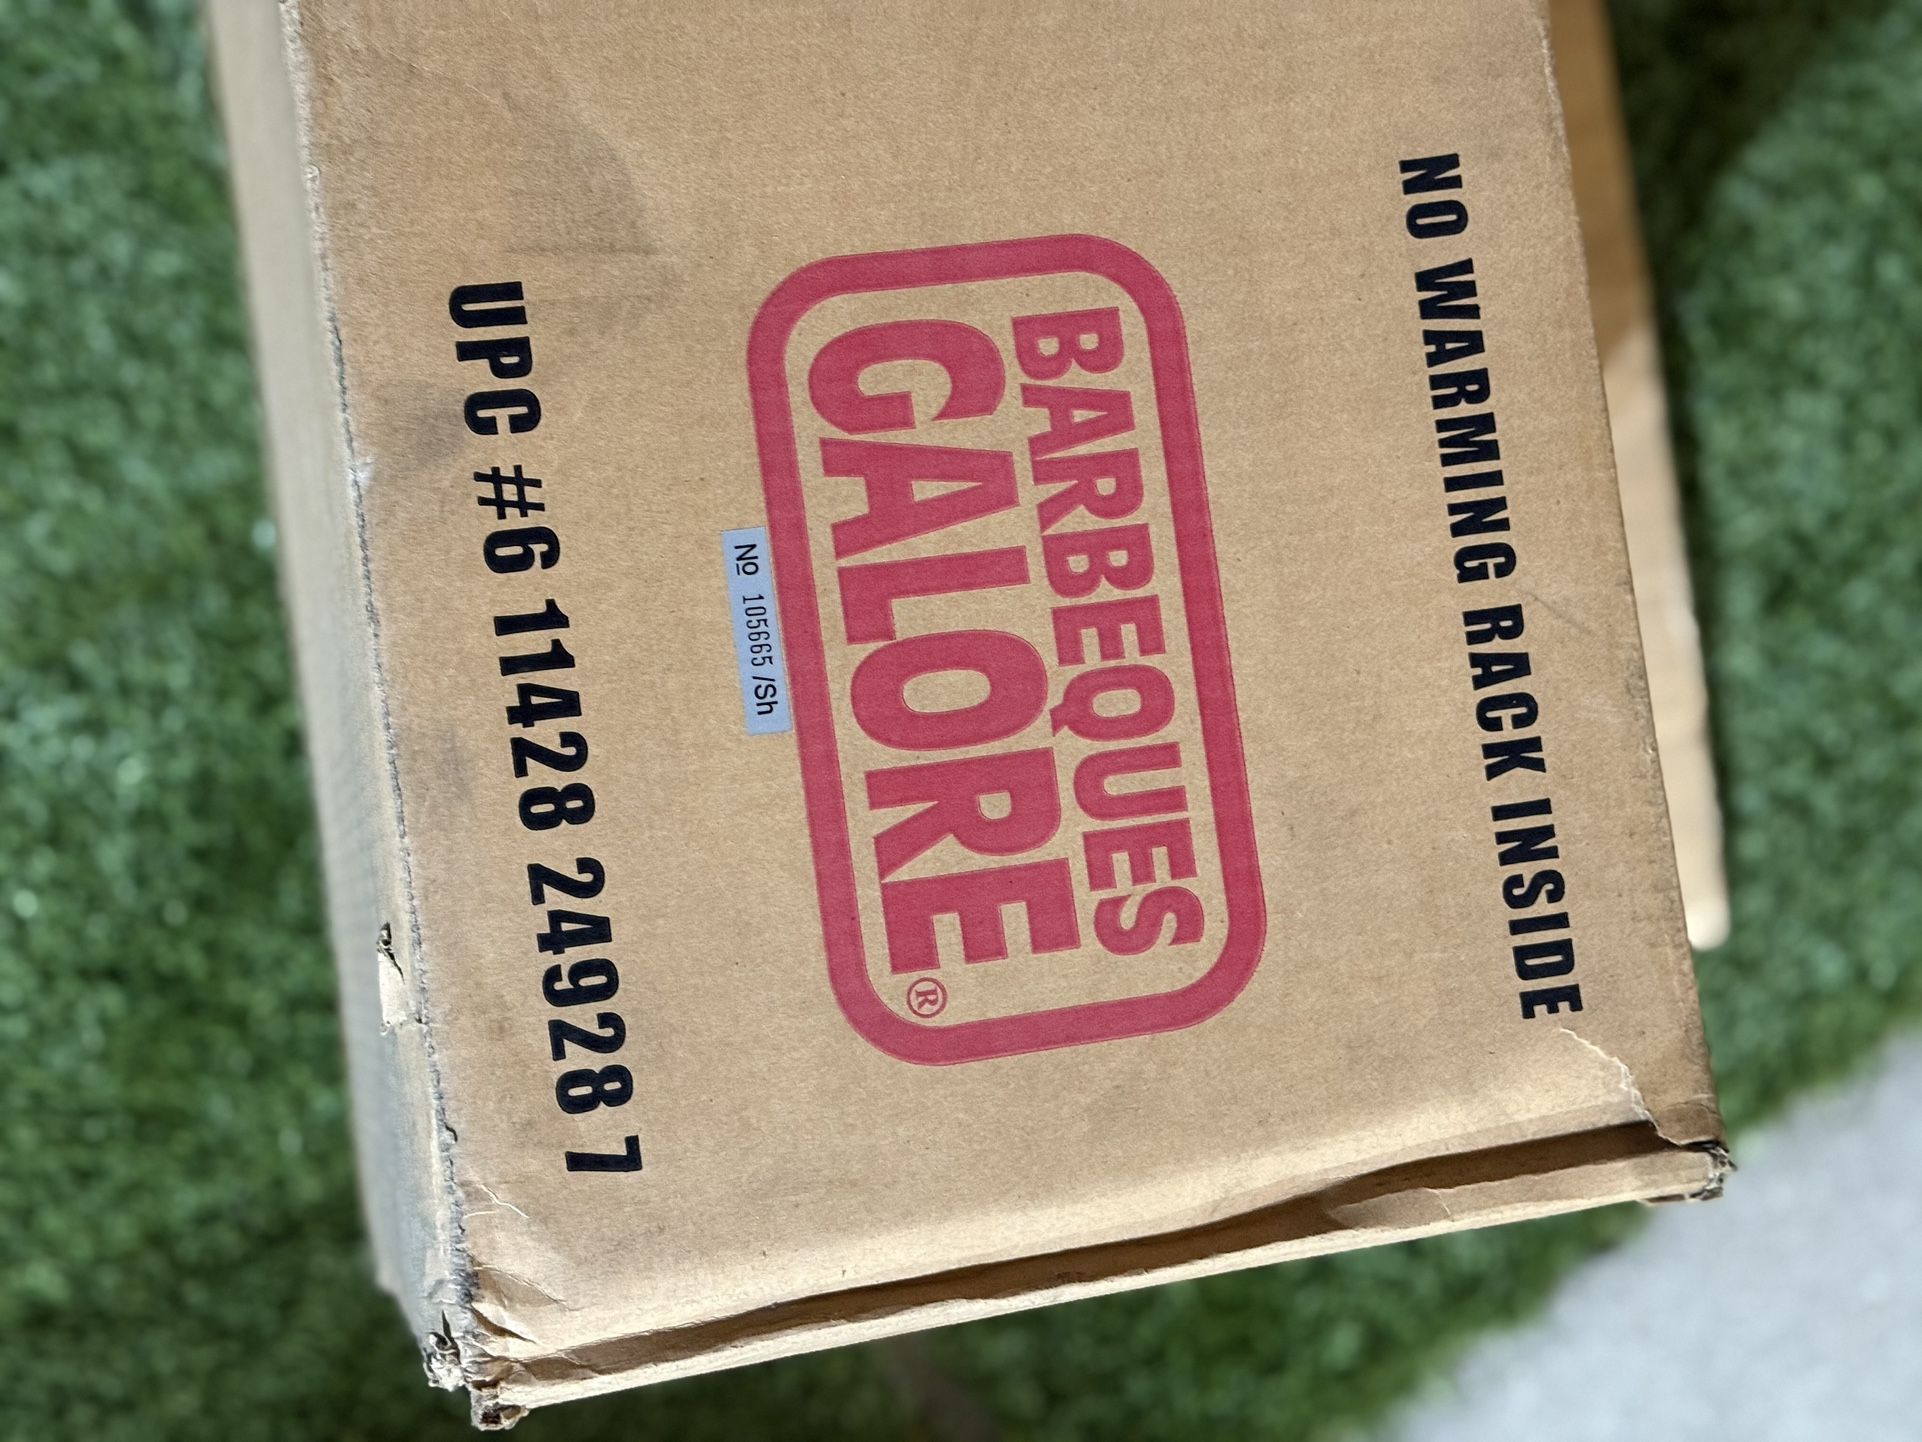 NO WARMING RACK INSIDE
BARBEQUES
GALORE®
№ 105665 /Sh
UPC #6 11428 24928 7